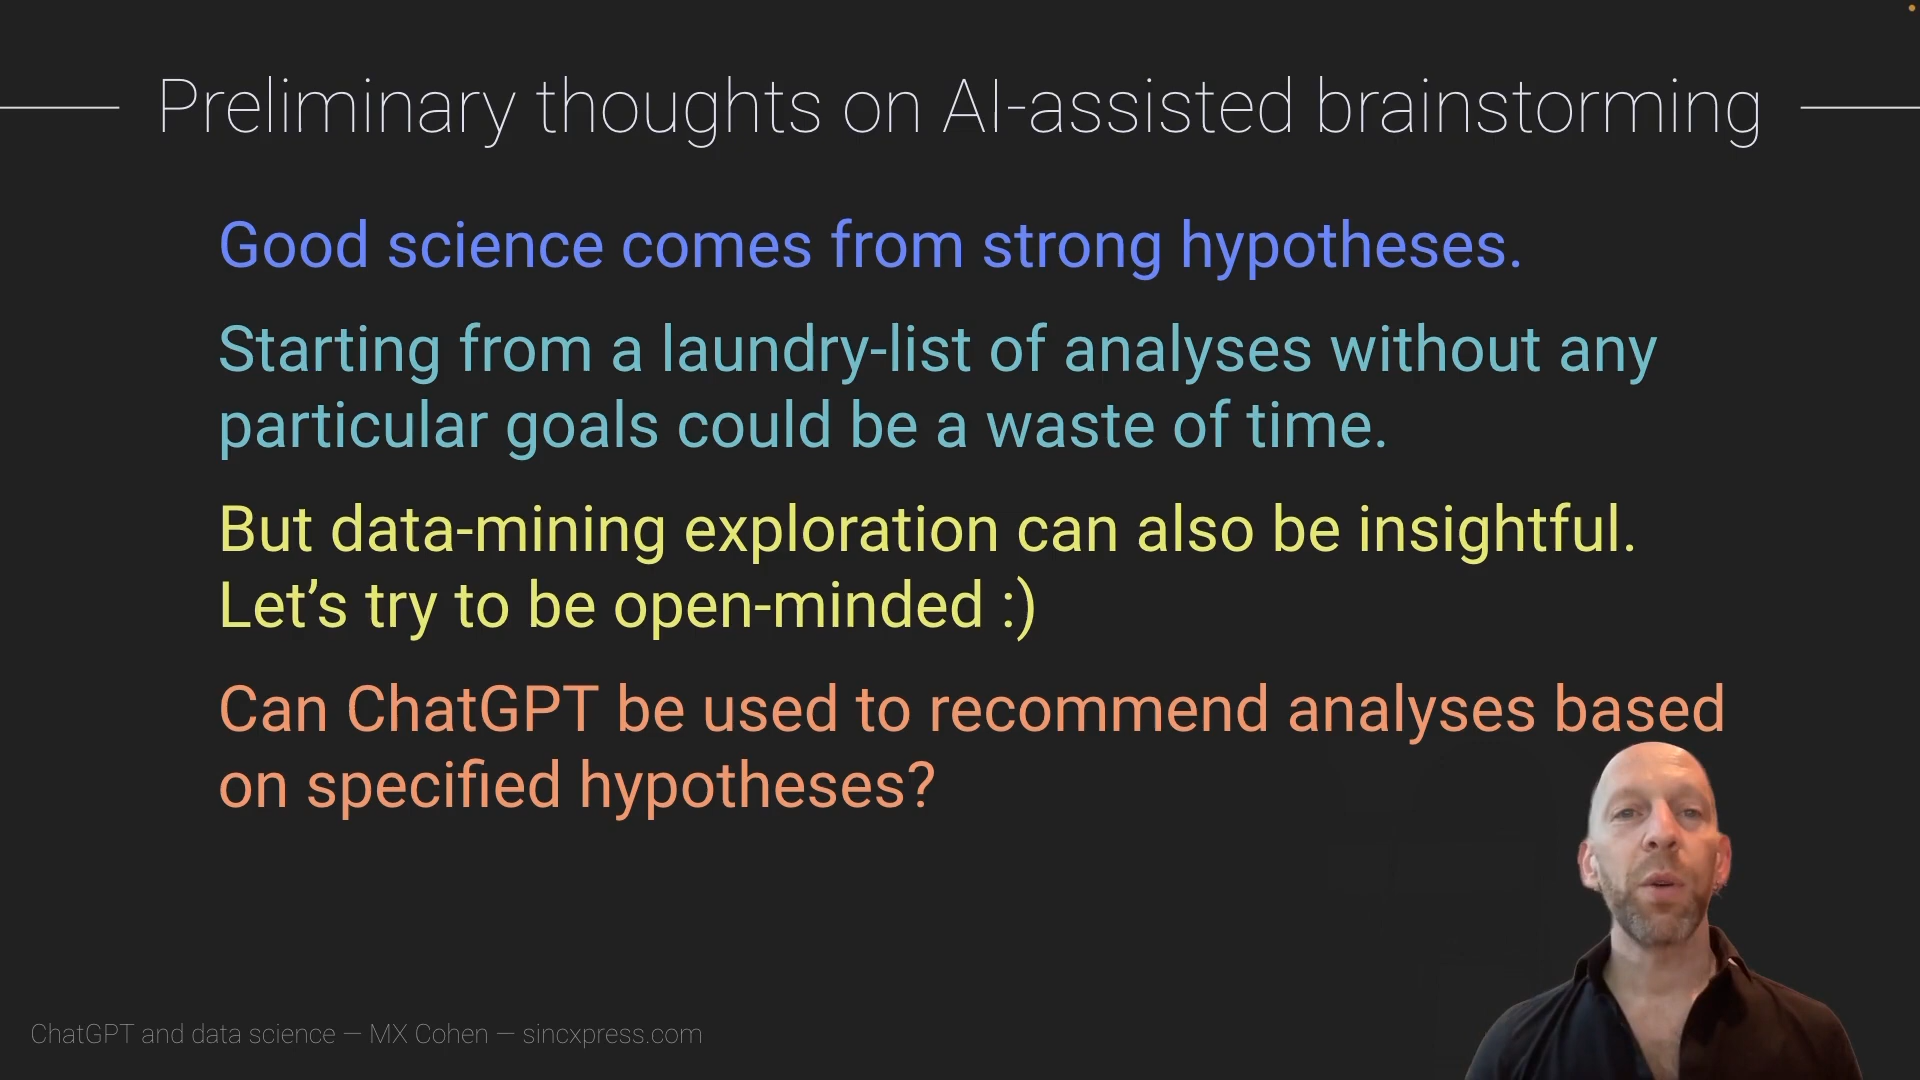 Preliminary thoughts on AI-assisted brainstorming
Good science comes from strong hypotheses.
Starting from a laundry-list of analyses without any
particular goals could be a waste of time.
But data-mining exploration can also be insightful.
Let’s try to be open-minded :)
Can ChatGPT be used to recommend analyses based
on specified hypotheses?
ChatGPT and data science — MX Cohen — sincxpress.com